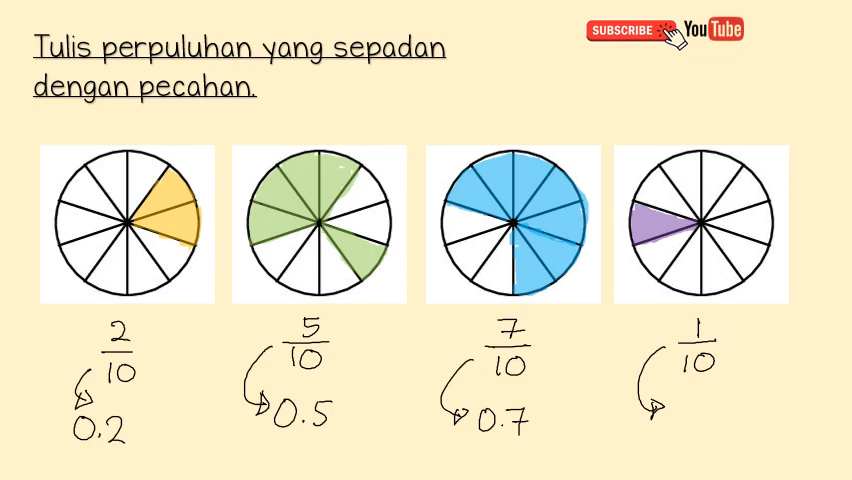 Tulis perpuluhan yang sepadan
dengan pecahan.
SUBSCRIBE YouTube
2/10 5/10 7/10 1/10
0.2 0.5 0.7